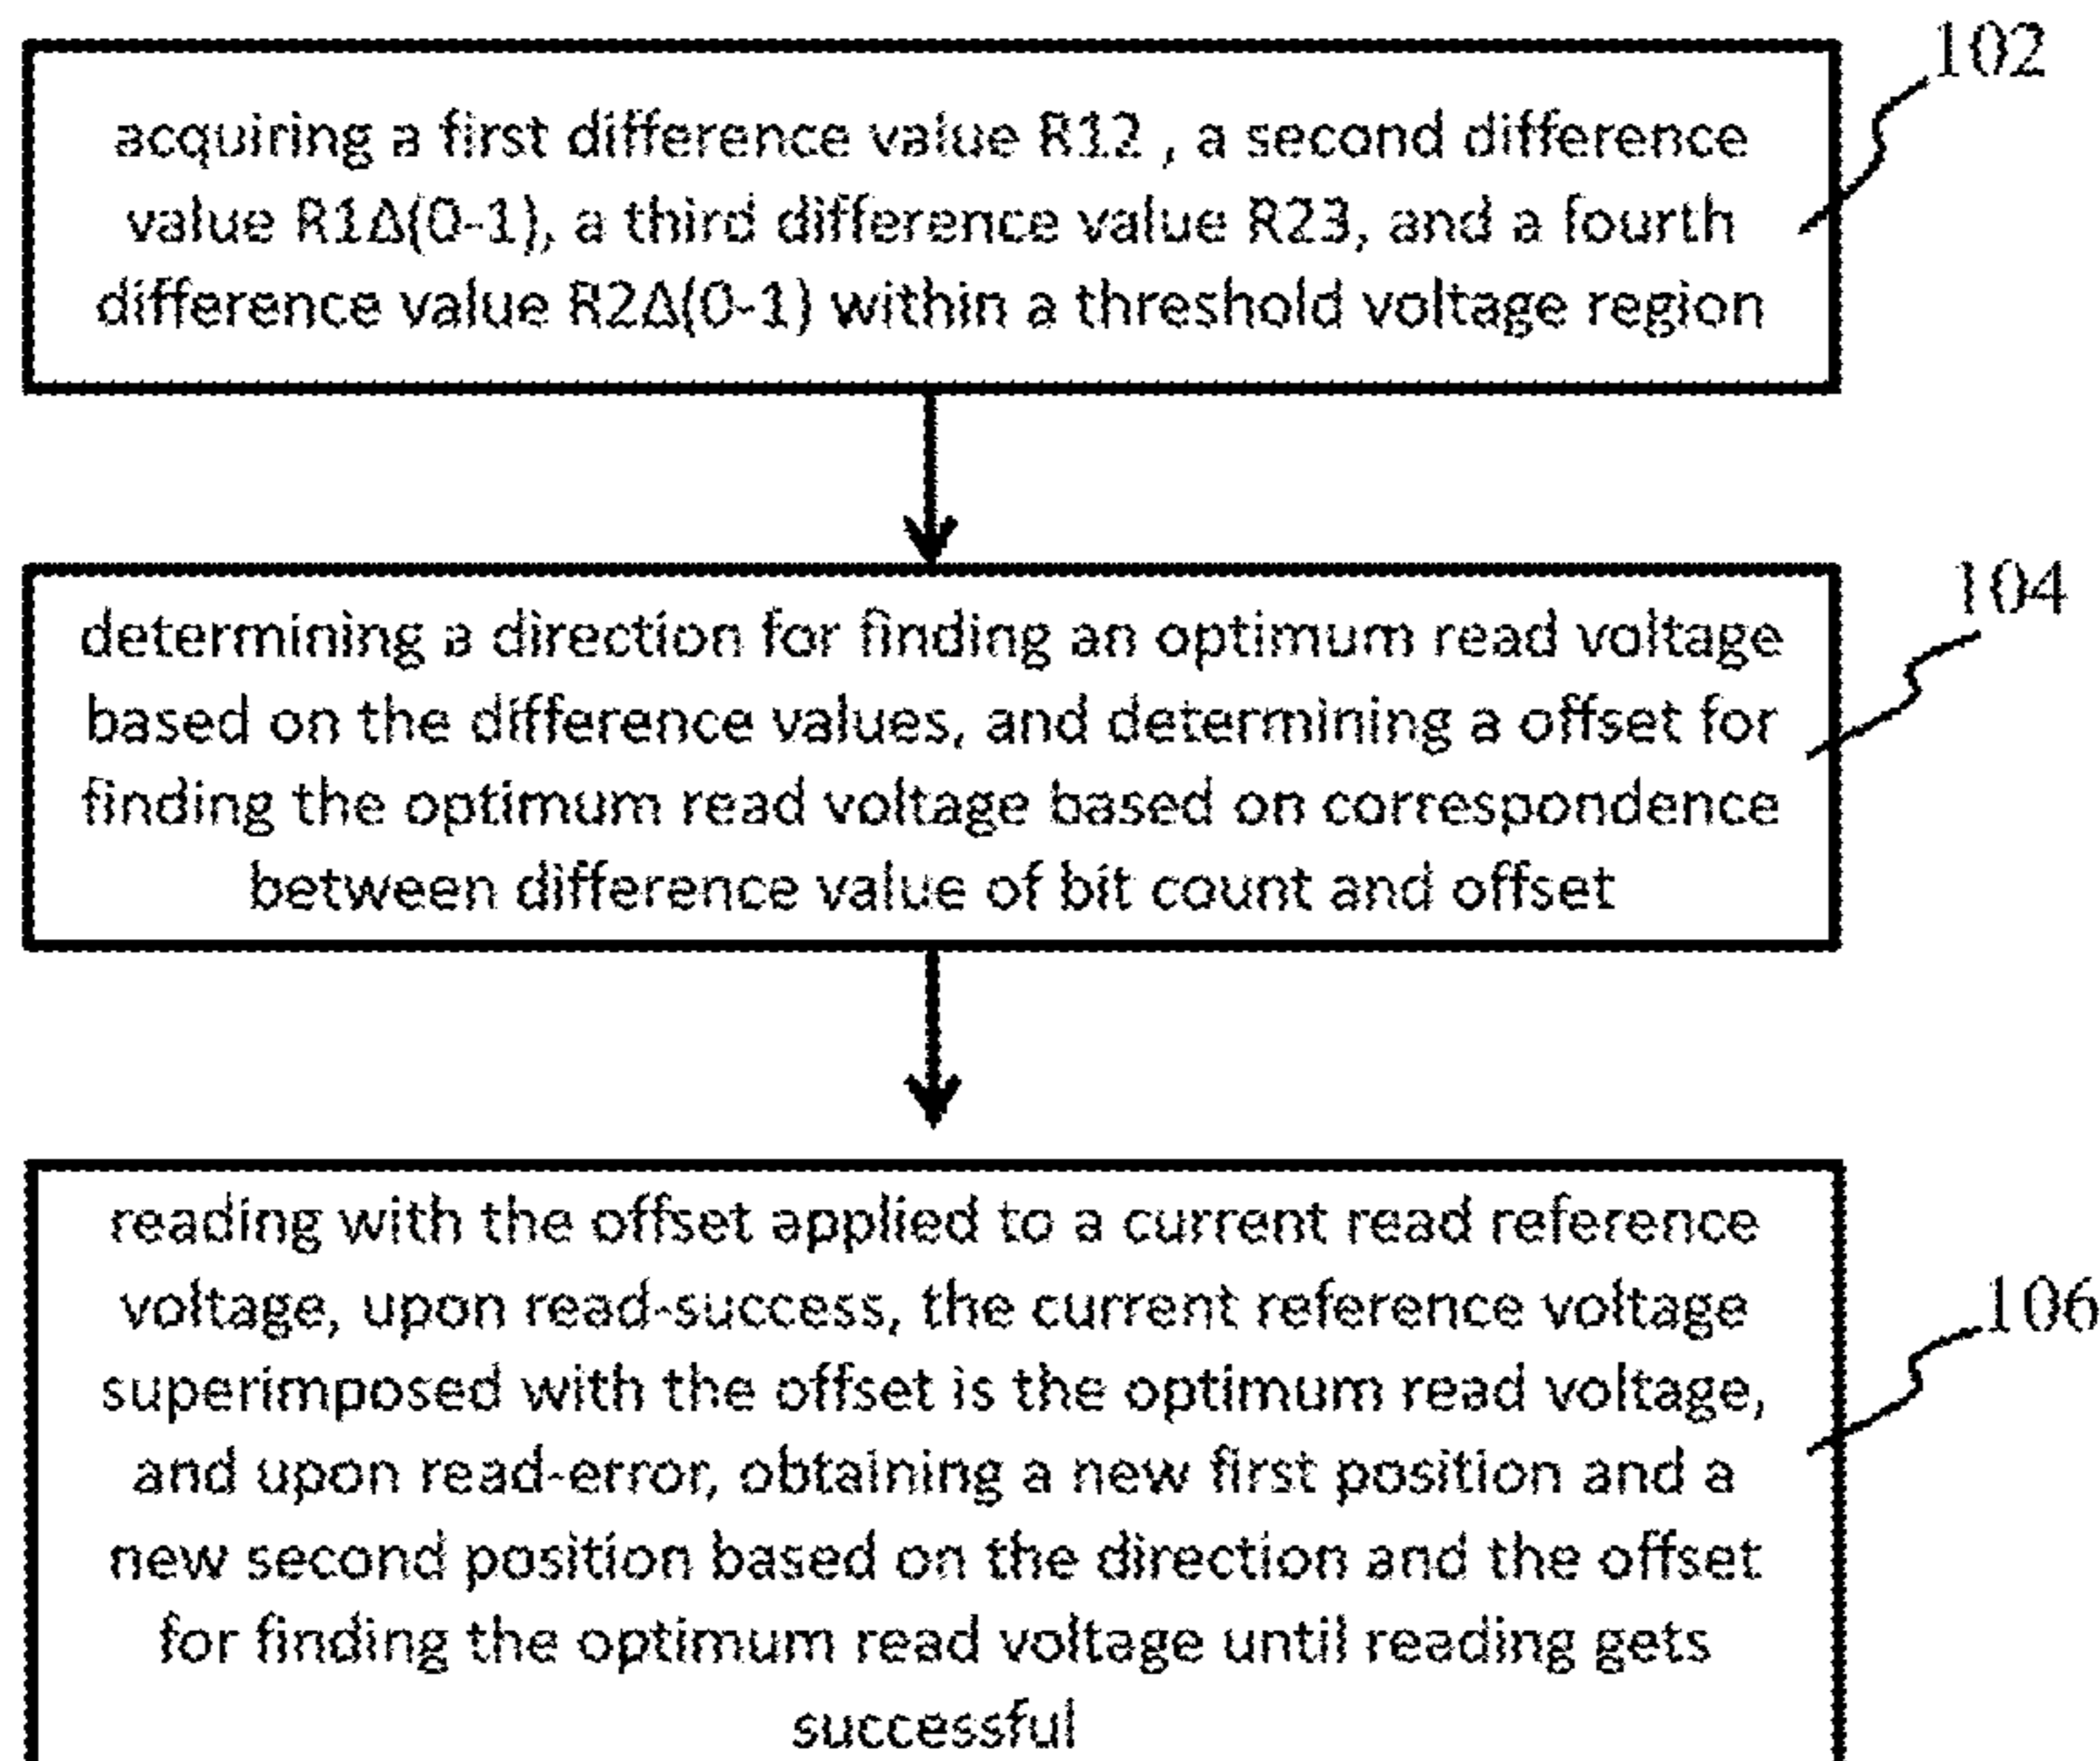 102
acquiring a first difference value R12 , a second difference
value R1Δ(0-1), a third difference value R23, and a fourth
difference value R2Δ(0-1) within a threshold voltage region
104
determining a direction for finding an optimum read voltage
based on the difference values, and determining a offset for
finding the optimum read voltage based on correspondence
between difference value of bit count and offset
106
reading with the offset applied to a current read reference
voltage, upon read-success, the current reference voltage
superimposed with the offset is the optimum read voltage,
and upon read-error, obtaining a new first position and a
new second position based on the direction and the offset
for finding the optimum read voltage until reading gets
successful